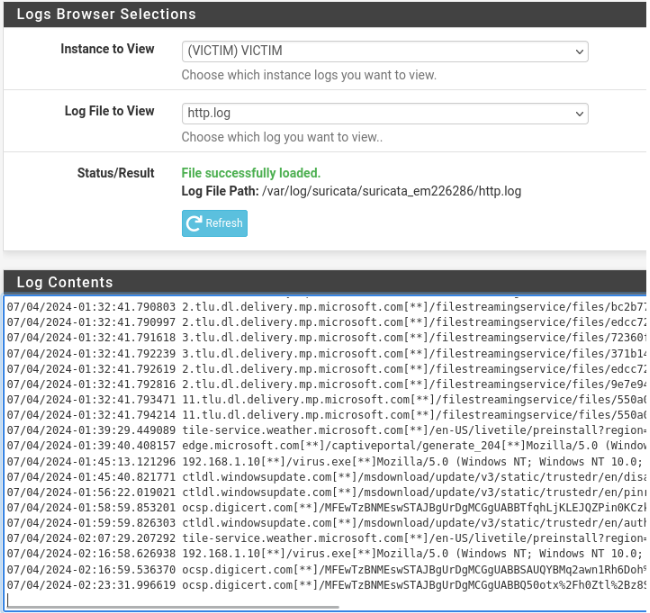 Logs Browser Selections
Instance to View
(VICTIM) VICTIM
Choose which instance logs you want to view.
Log File to View
http.log
Choose which log you want to view..
Status/Result
File successfully loaded.
Log File Path: /var/log/suricata/suricata_em226286/http.log
Refresh
Log Contents
07/04/2024-01:32:41.790803 2.tlu.dl.delivery.mp.microsoft.com[**]/filestreamingservice/files/bc2b77
07/04/2024-01:32:41.790997 2.tlu.dl.delivery.mp.microsoft.com[**]/filestreamingservice/files/edcc72
07/04/2024-01:32:41.791618 3.tlu.dl.delivery.mp.microsoft.com[**]/filestreamingservice/files/72360
07/04/2024-01:32:41.792239 3.tlu.dl.delivery.mp.microsoft.com[**]/filestreamingservice/files/371b14
07/04/2024-01:32:41.792619 2.tlu.dl.delivery.mp.microsoft.com[**]/filestreamingservice/files/edcc72
07/04/2024-01:32:41.792816 2.tlu.dl.delivery.mp.microsoft.com[**]/filestreamingservice/files/9e7e94
07/04/2024-01:32:41.793471 11.tlu.dl.delivery.mp.microsoft.com[**]/filestreamingservice/files/550a0
07/04/2024-01:32:41.794214 11.tlu.dl.delivery.mp.microsoft.com[**]/filestreamingservice/files/550a0
07/04/2024-01:39:29.449089 tile-service.weather.microsoft.com[**]/en-US/livetile/preinstall?region=
07/04/2024-01:39:40.408157 edge.microsoft.com[**]/captiveportal/generate_204[**]Mozilla/5.0 (Window
07/04/2024-01:45:13.121296 192.168.1.10[**]/virus.exe[**]Mozilla/5.0 (Windows NT; Windows NT 10.0;
07/04/2024-01:45:40.821771 ctldl.windowsupdate.com[**]/msdownload/update/v3/static/trustedr/en/disa
07/04/2024-01:56:22.019021 ctldl.windowsupdate.com[**]/msdownload/update/v3/static/trustedr/en/pinr
07/04/2024-01:58:59.853201 ocsp.digicert.com[**]/MFEwTzBNMEswSTAJBgUrDgMCGgUABBTfqhLjKLEJQZPin0KCzk
07/04/2024-01:59:59.826303 ctldl.windowsupdate.com[**]/msdownload/update/v3/static/trustedr/en/auth
07/04/2024-02:07:29.207292 tile-service.weather.microsoft.com[**]/en-US/livetile/preinstall?region=
07/04/2024-02:16:58.626938 192.168.1.10[**]/virus.exe[**]Mozilla/5.0 (Windows NT; Windows NT 10.0;
07/04/2024-02:16:59.536370 ocsp.digicert.com[**]/MFEwTzBNMEswSTAJBgUrDgMCGgUABBSAUQYBMq2awn1Rh6Doh%
07/04/2024-02:23:31.996619 ocsp.digicert.com[**]/MFEwTzBNMEswSTAJBgUrDgMCGgUABBQ50otx%2Fh0Ztl%2Bz8S